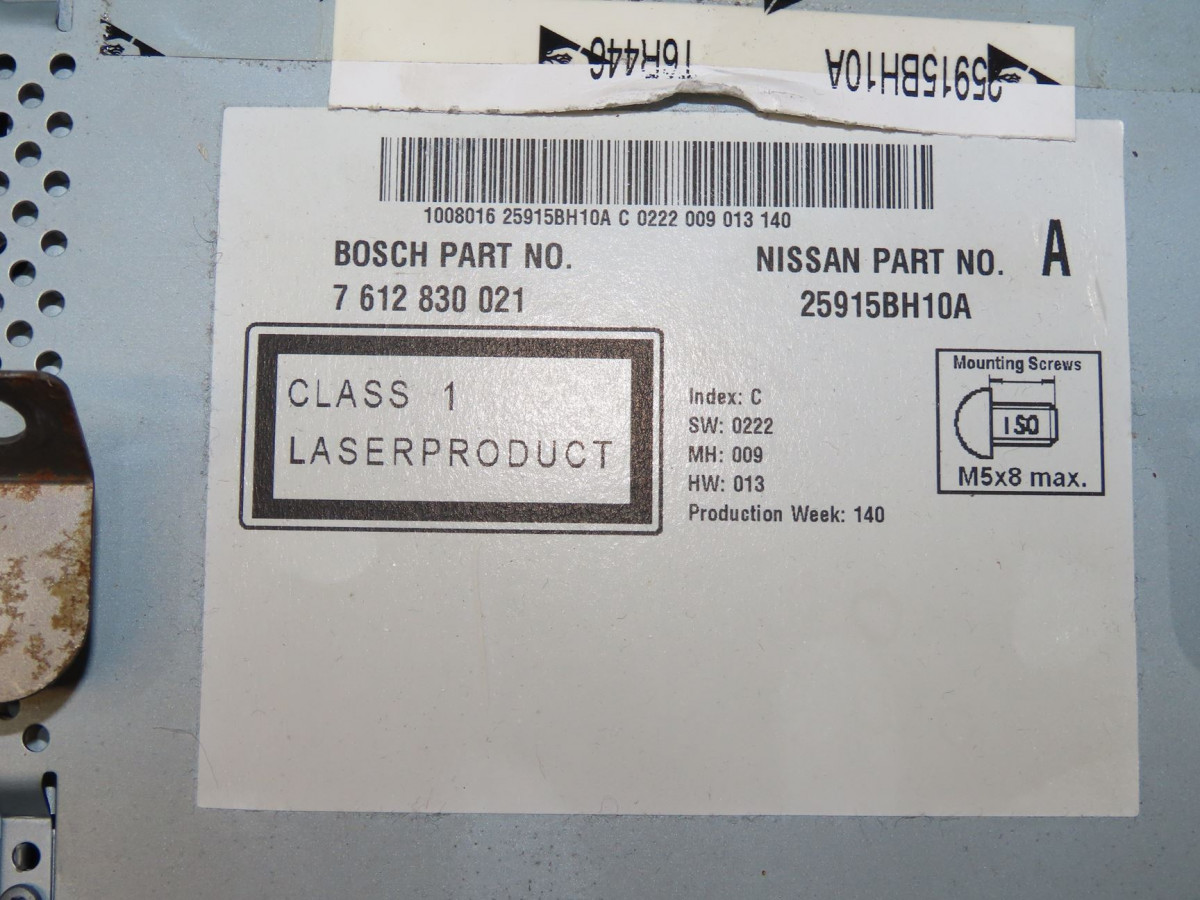 25915BH10A T6R446
1008016 25915BH10A C 0222 009 013 140
BOSCH PART NO.
7 612 830 021
NISSAN PART NO.
25915BH10A
A
CLASS 1
LASERPRODUCT
Index: C
SW: 0222
MH: 009
HW: 013
Production Week: 140
Mounting Screws
ISO
M5x8 max.